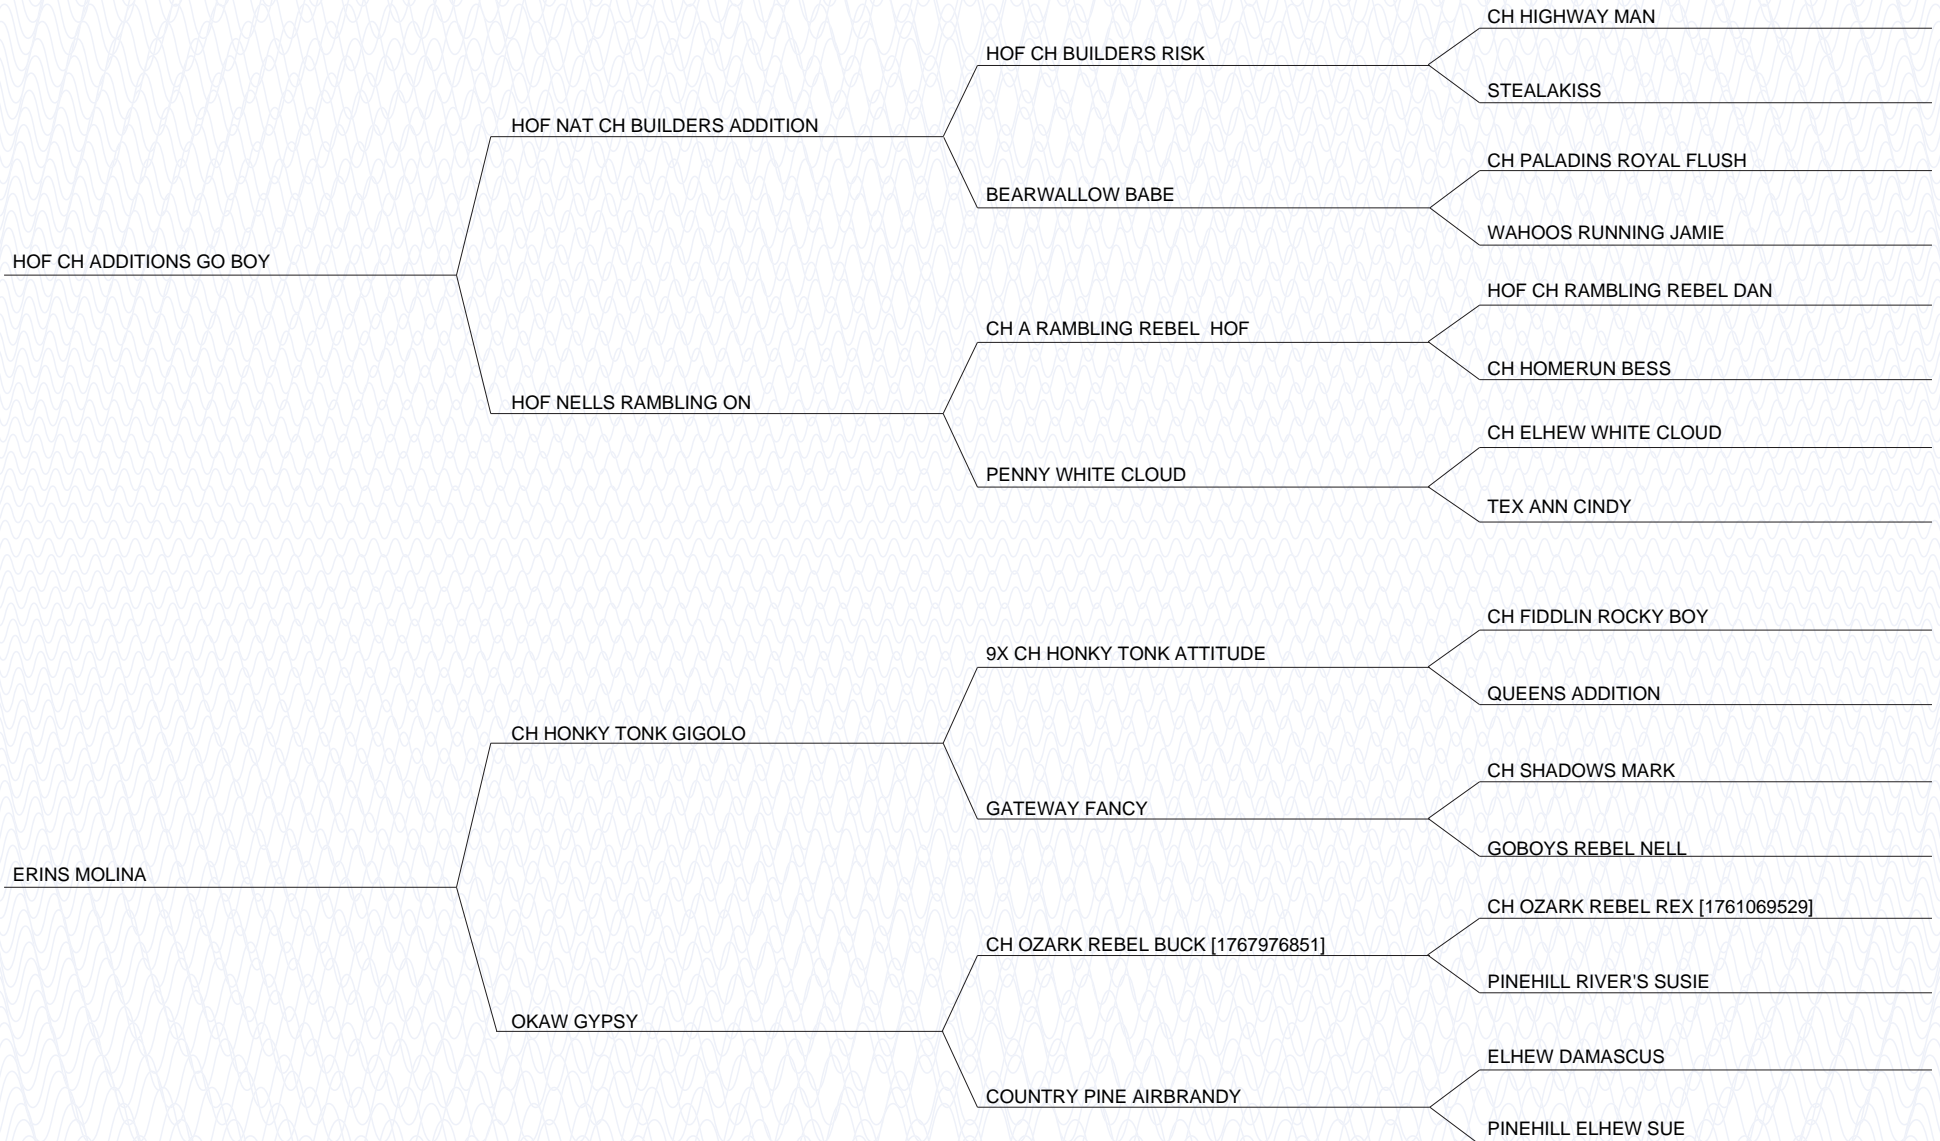 CH HIGHWAY MAN
HOF CH BUILDERS RISK
STEALAKISS
HOF NAT CH BUILDERS ADDITION
CH PALADINS ROYAL FLUSH
BEARWALLOW BABE
WAHOOS RUNNING JAMIE
HOF CH ADDITIONS GO BOY
HOF CH RAMBLING REBEL DAN
CH A RAMBLING REBEL  HOF
CH HOMERUN BESS
HOF NELLS RAMBLING ON
CH ELHEW WHITE CLOUD
PENNY WHITE CLOUD
TEX ANN CINDY
CH FIDDLIN ROCKY BOY
9X CH HONKY TONK ATTITUDE
QUEENS ADDITION
CH HONKY TONK GIGOLO
CH SHADOWS MARK
GATEWAY FANCY
GOBOYS REBEL NELL
ERINS MOLINA
CH OZARK REBEL REX [1761069529]
CH OZARK REBEL BUCK [1767976851]
PINEHILL RIVER'S SUSIE
OKAW GYPSY
ELHEW DAMASCUS
COUNTRY PINE AIRBRANDY
PINEHILL ELHEW SUE